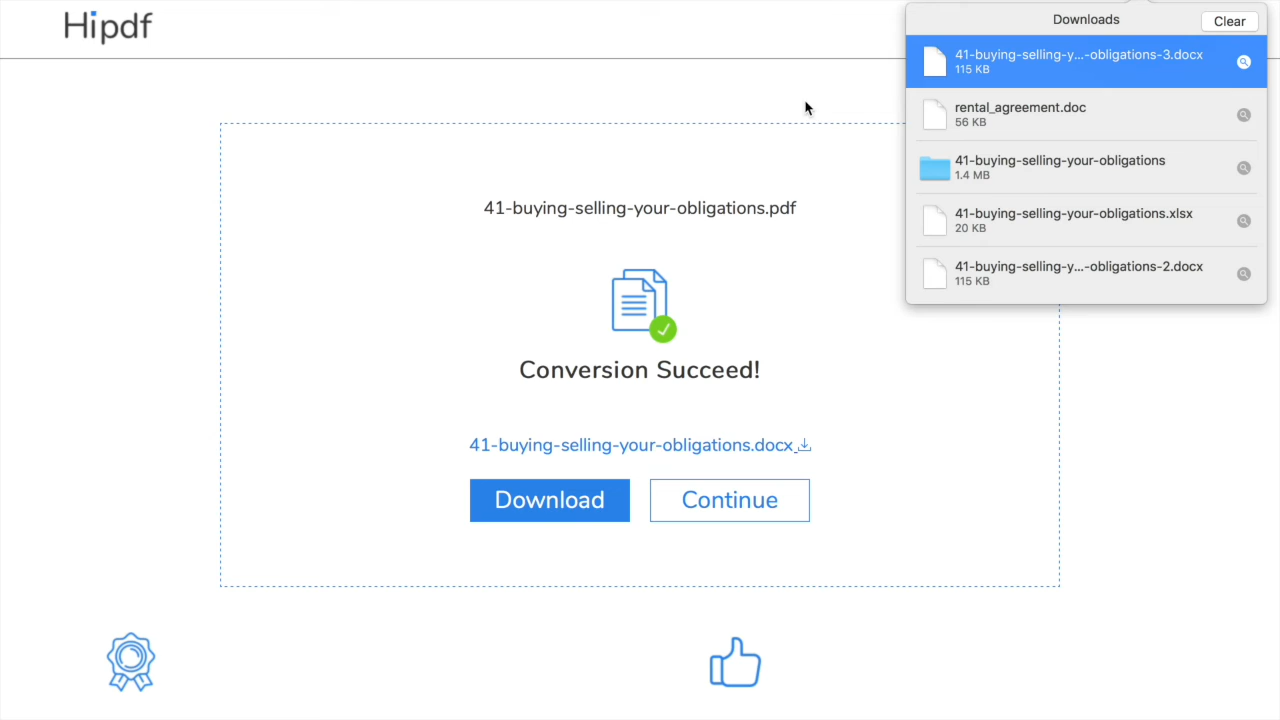 Hipdf
Downloads
Clear
41-buying-selling-y...-obligations-3.docx
115 KB
rental_agreement.doc
56 KB
41-buying-selling-your-obligations
1.4 MB
41-buying-selling-your-obligations.xlsx
20 KB
41-buying-selling-y...-obligations-2.docx
115 KB
41-buying-selling-your-obligations.pdf
Conversion Succeed!
41-buying-selling-your-obligations.docx
Download
Continue